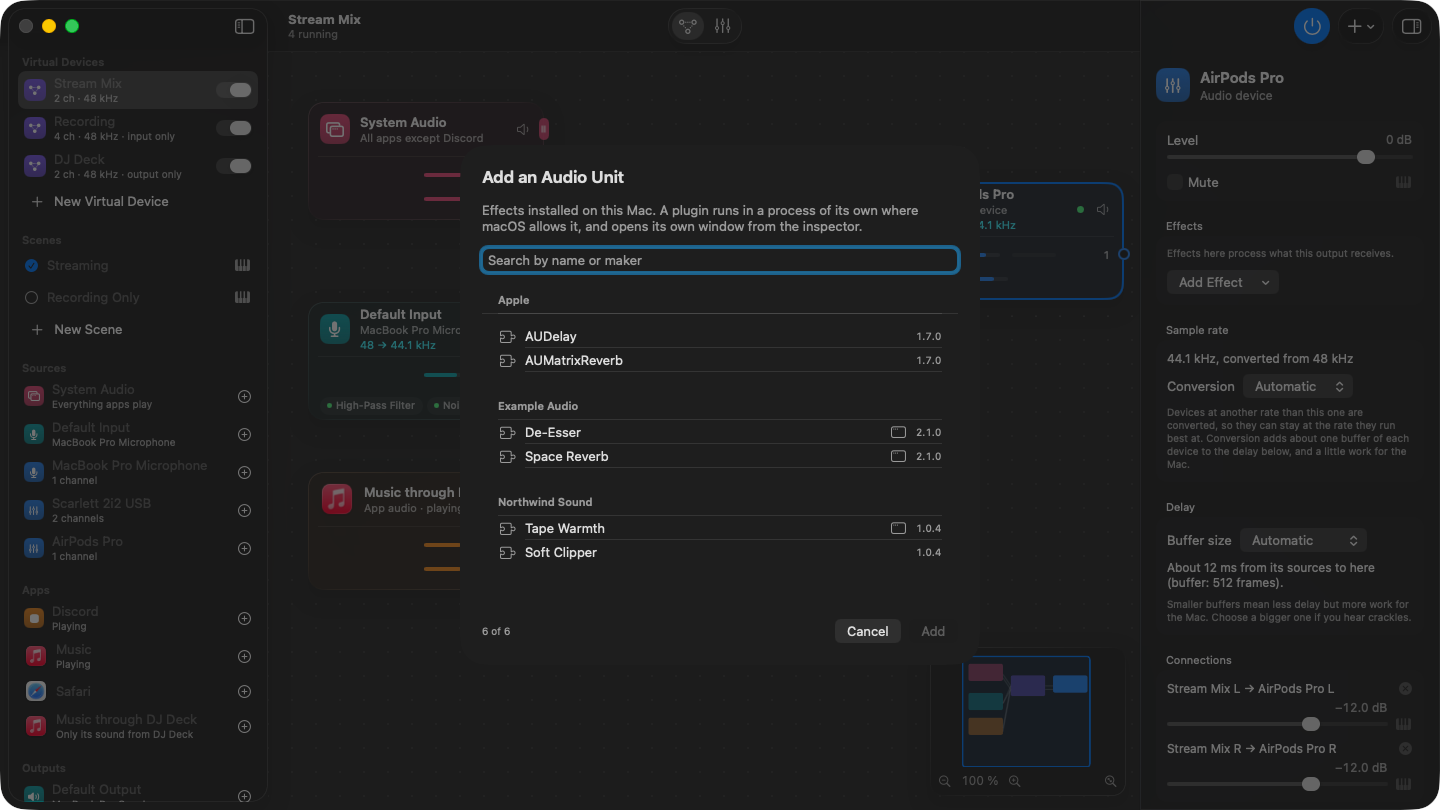 Stream Mix
4 running
Virtual Devices
Stream Mix
2 ch · 48 kHz
Recording
4 ch · 48 kHz · input only
DJ Deck
2 ch · 48 kHz · output only
New Virtual Device
Scenes
Streaming
Recording Only
New Scene
Sources
System Audio
Everything apps play
Default Input
MacBook Pro Microphone
MacBook Pro Microphone
1 channel
Scarlett 2i2 USB
2 channels
AirPods Pro
1 channel
Apps
Discord
Playing
Music
Playing
Safari
Music through DJ Deck
Only its sound from DJ Deck
Outputs
Default Output
System Audio
All apps except Discord
Default Input
MacBook Pro Micro
48 → 44.1 kHz
High-Pass Filter
Noi
Music through
App audio · playing
Add an Audio Unit
Effects installed on this Mac. A plugin runs in a process of its own where
macOS allows it, and opens its own window from the inspector.
Search by name or maker
Apple
AUDelay 1.7.0
AUMatrixReverb 1.7.0
Example Audio
De-Esser 2.1.0
Space Reverb 2.1.0
Northwind Sound
Tape Warmth 1.0.4
Soft Clipper 1.0.4
6 of 6
Cancel
Add
ds Pro
evice
4.1 kHz
1
100 %
AirPods Pro
Audio device
Level 0 dB
Mute
Effects
Effects here process what this output receives.
Add Effect
Sample rate
44.1 kHz, converted from 48 kHz
Conversion Automatic
Devices at another rate than this one are
converted, so they can stay at the rate they run
best at. Conversion adds about one buffer of each
device to the delay below, and a little work for the
Mac.
Delay
Buffer size Automatic
About 12 ms from its sources to here
(buffer: 512 frames).
Smaller buffers mean less delay but more work for
the Mac. Choose a bigger one if you hear crackles.
Connections
Stream Mix L → AirPods Pro L
−12.0 dB
Stream Mix R → AirPods Pro R
−12.0 dB